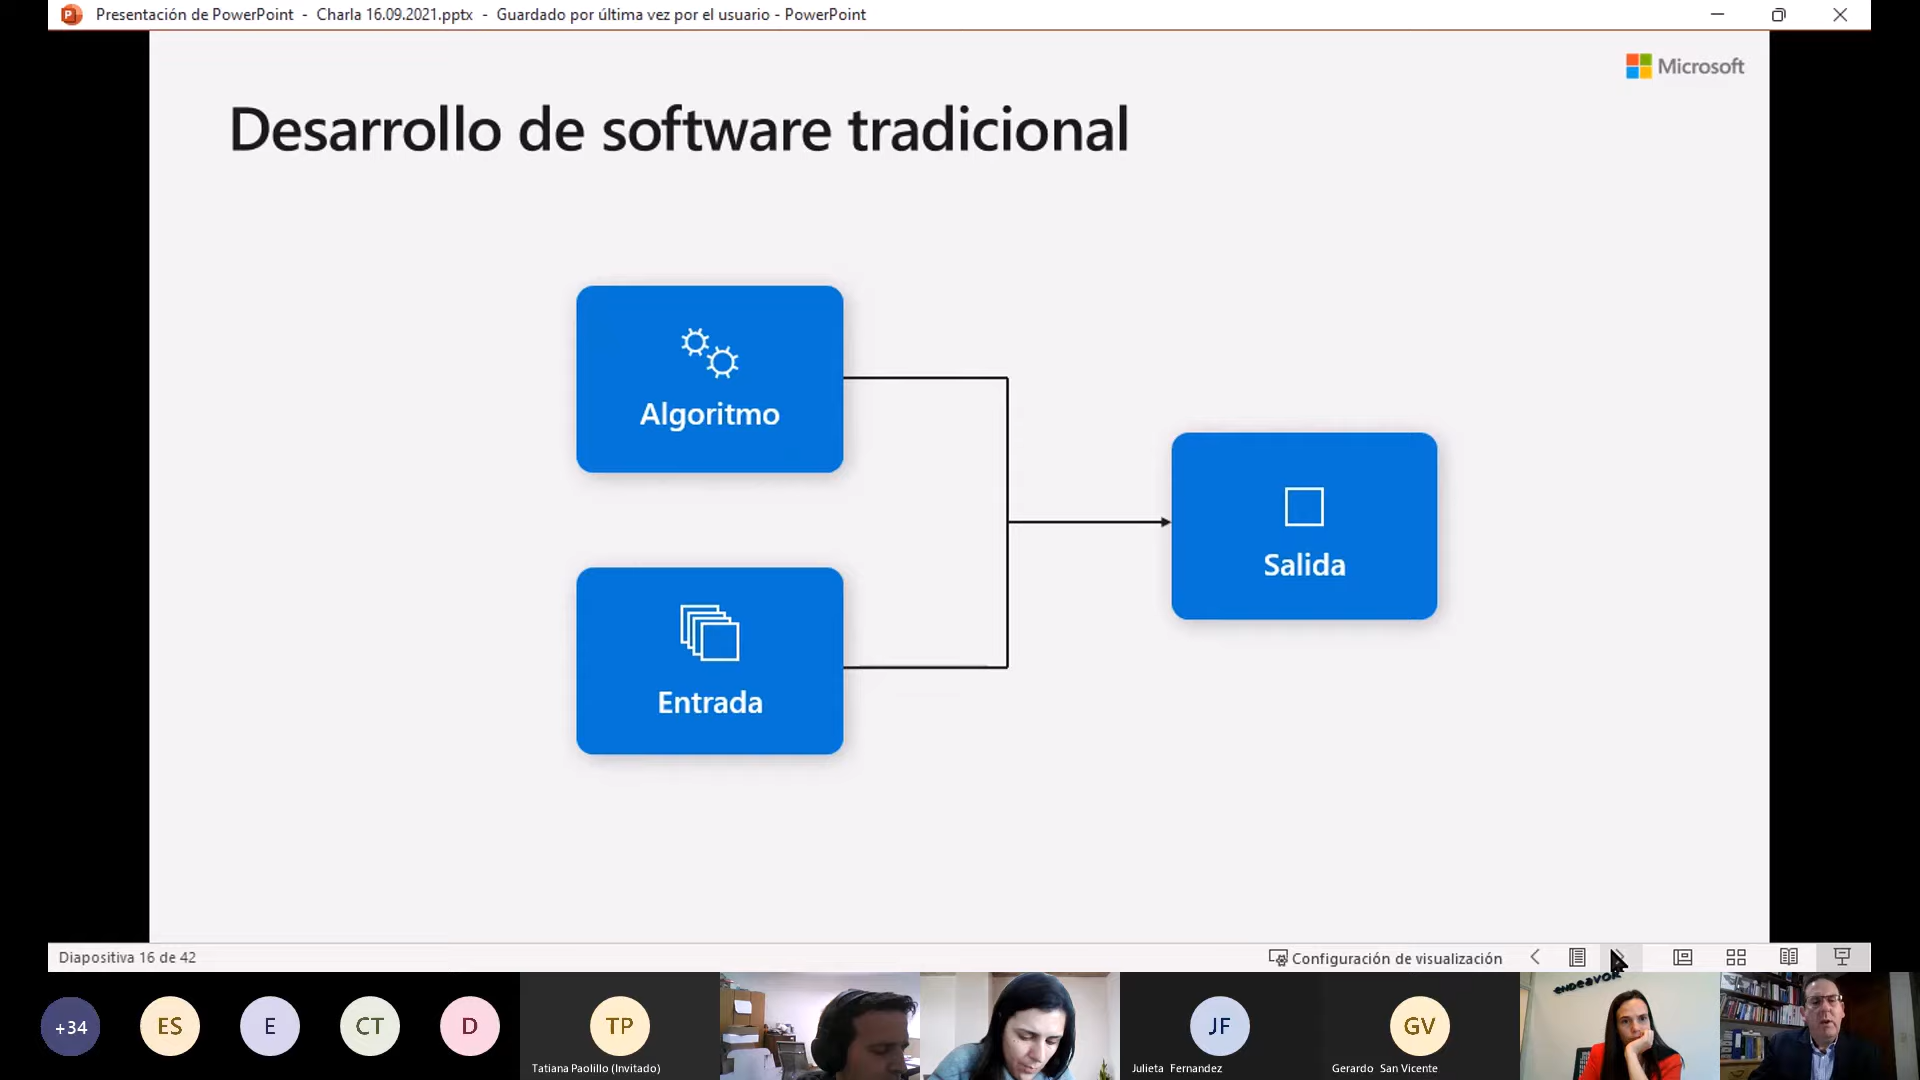 Presentación de PowerPoint - Charla 16.09.2021.pptx - Guardado por última vez por el usuario - PowerPoint
Microsoft
Desarrollo de software tradicional
Algoritmo
Salida
Entrada
Diapositiva 16 de 42
Configuración de visualización
endeavor
+34
ES
E
CT
D
TP
JF
GV
Tatiana Paolillo (Invitado)
Julieta Fernandez
Gerardo San Vicente